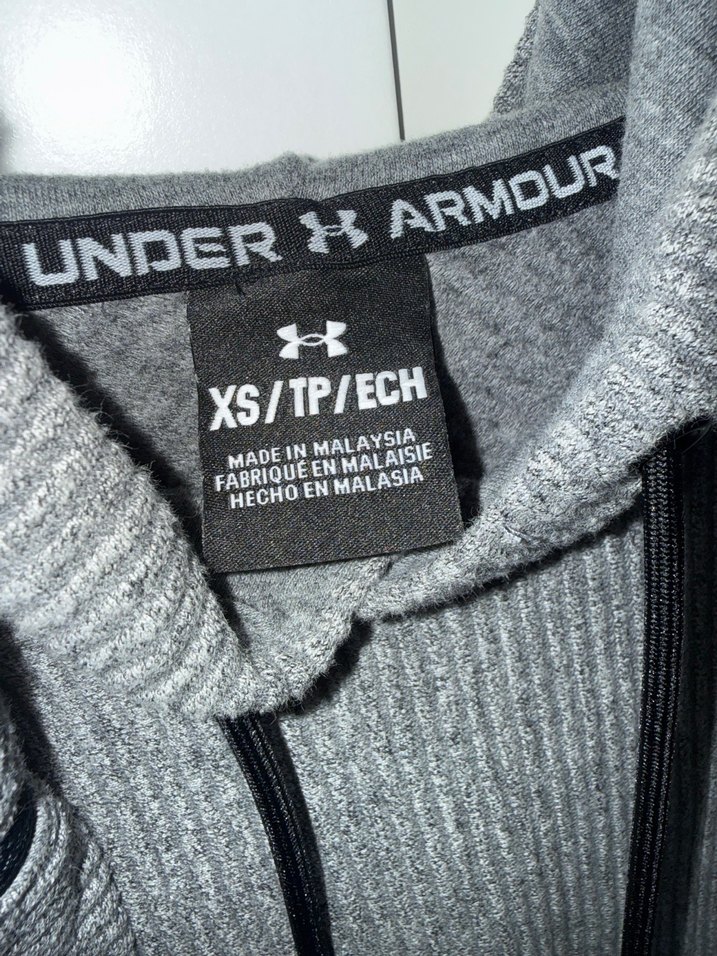 UNDER ARMOUR
XS/TP/ECH
MADE IN MALAYSIA
FABRIQUÉ EN MALAISIE
HECHO EN MALASIA